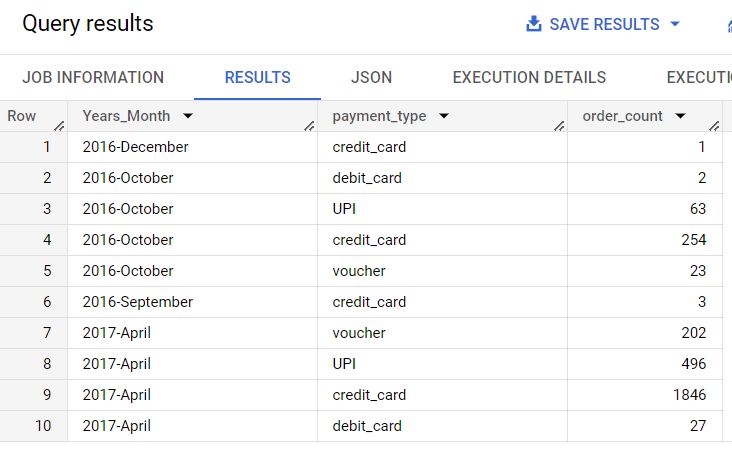 Query results SAVE RESULTS
JOB INFORMATION RESULTS JSON EXECUTION DETAILS EXECUTI
Row Years_Month payment_type order_count
1 2016-December credit_card 1
2 2016-October debit_card 2
3 2016-October UPI 63
4 2016-October credit_card 254
5 2016-October voucher 23
6 2016-September credit_card 3
7 2017-April voucher 202
8 2017-April UPI 496
9 2017-April credit_card 1846
10 2017-April debit_card 27